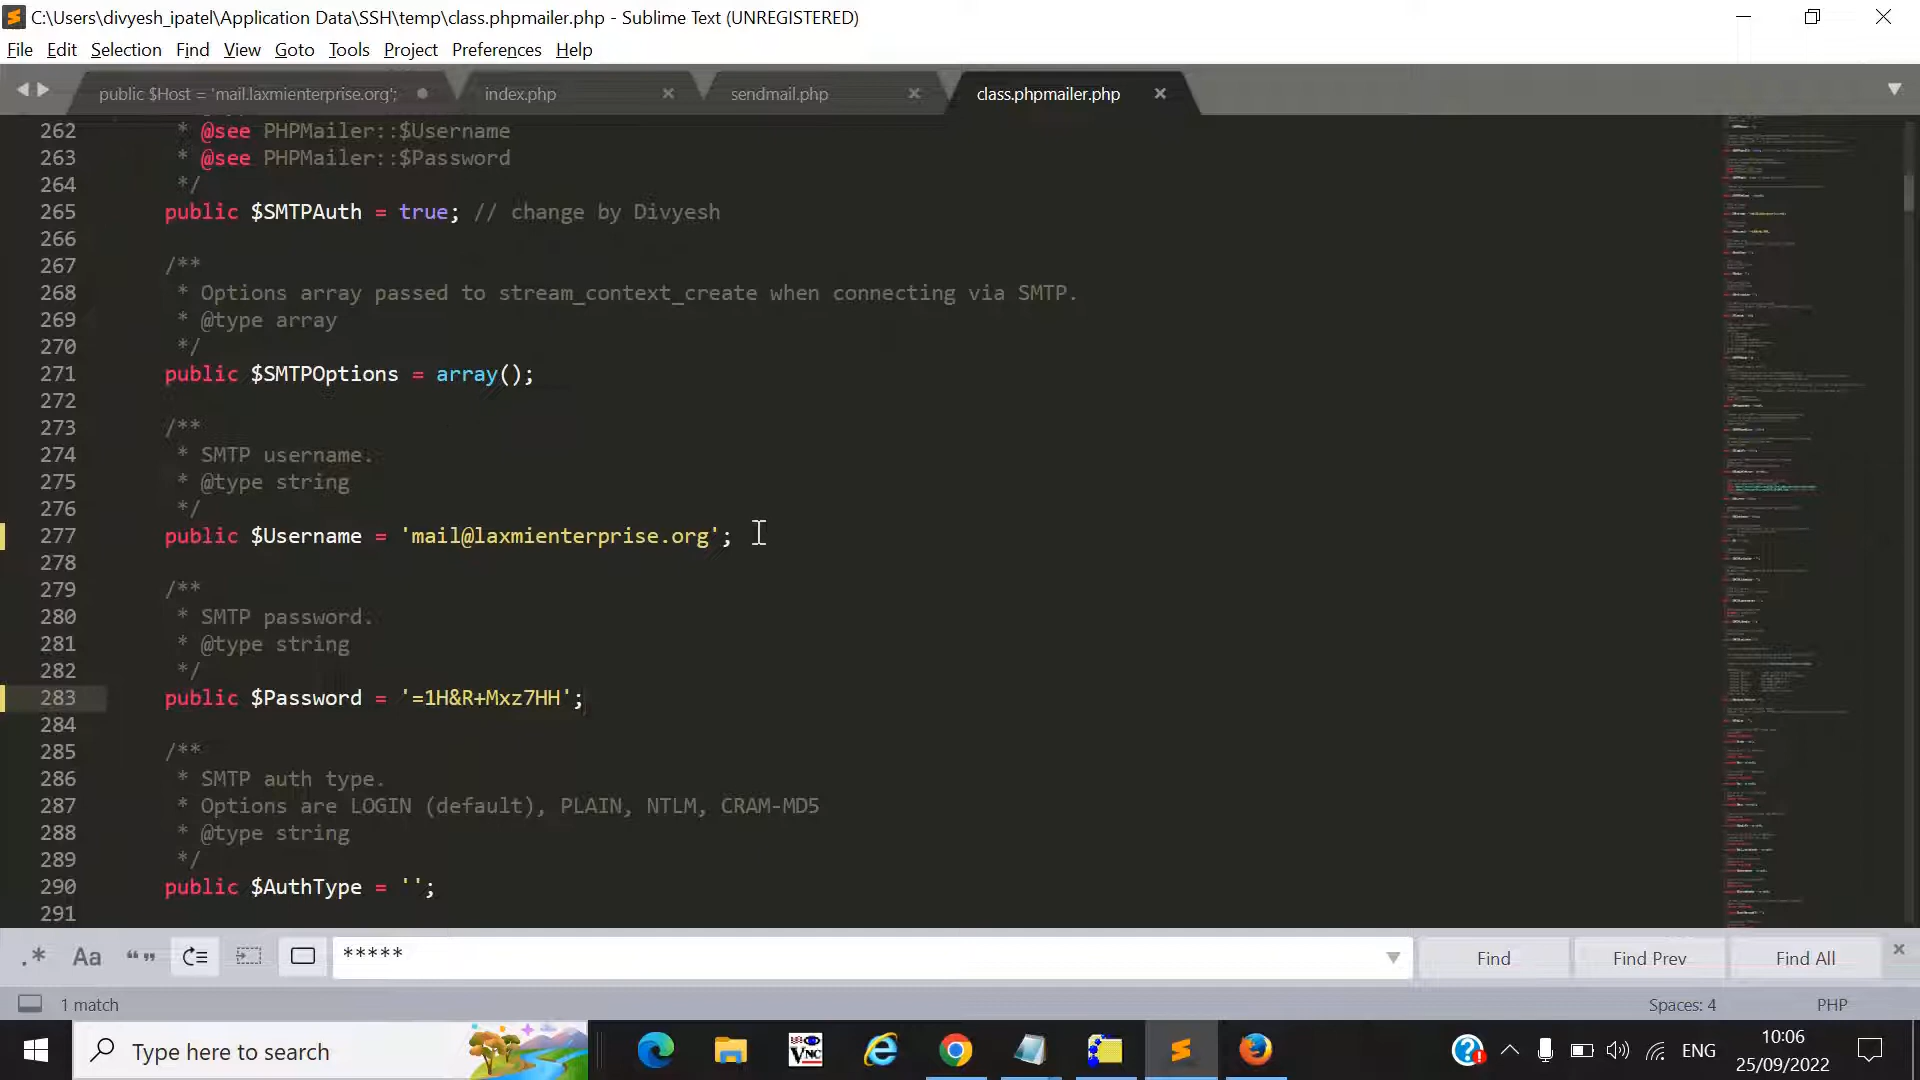 C:\Users\divyesh_ipatel\Application Data\SSH\temp\class.phpmailer.php - Sublime Text (UNREGISTERED)
File Edit Selection Find View Goto Tools Project Preferences Help
public $Host = 'mail.laxmienterprise.org'; index.php sendmail.php class.phpmailer.php
262 * @see PHPMailer::$Username
263 * @see PHPMailer::$Password
264 */
265 public $SMTPAuth = true; // change by Divyesh
266
267 /**
268 * Options array passed to stream_context_create when connecting via SMTP.
269 * @type array
270 */
271 public $SMTPOptions = array();
272
273 /**
274 * SMTP username.
275 * @type string
276 */
277 public $Username = 'mail@laxmienterprise.org';
278
279 /**
280 * SMTP password.
281 * @type string
282 */
283 public $Password = '=1H&R+Mxz7HH';
284
285 /**
286 * SMTP auth type.
287 * Options are LOGIN (default), PLAIN, NTLM, CRAM-MD5
288 * @type string
289 */
290 public $AuthType = '';
291
.* Aa “” ***** Find Find Prev Find All
1 match Spaces: 4 PHP
Type here to search VNC ENG 10:06
25/09/2022